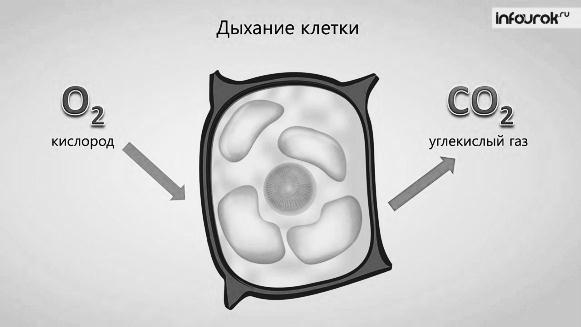 infourok.ru
Дыхание клетки
O₂
кислород
CO₂
углекислый газ